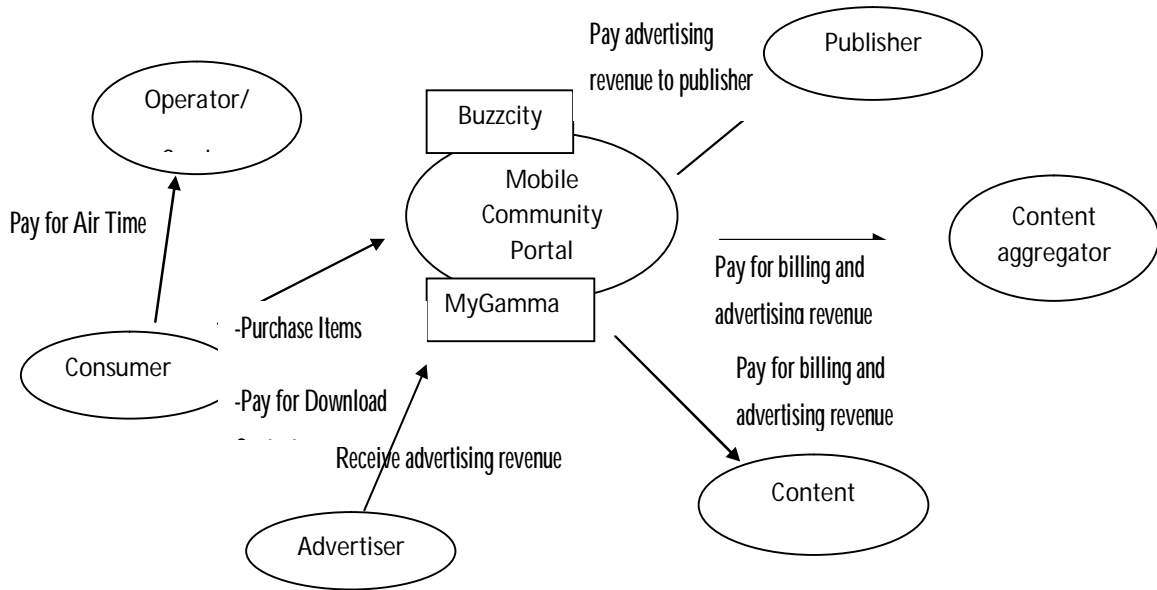 Pay advertising
revenue to publisher
Publisher
Operator/
Buzzcity
Mobile
Community
Portal
MyGamma
Pay for Air Time
Content
aggregator
Pay for billing and
advertising revenue
Consumer
-Purchase Items
-Pay for Download
Pay for billing and
advertising revenue
Receive advertising revenue
Content
Advertiser